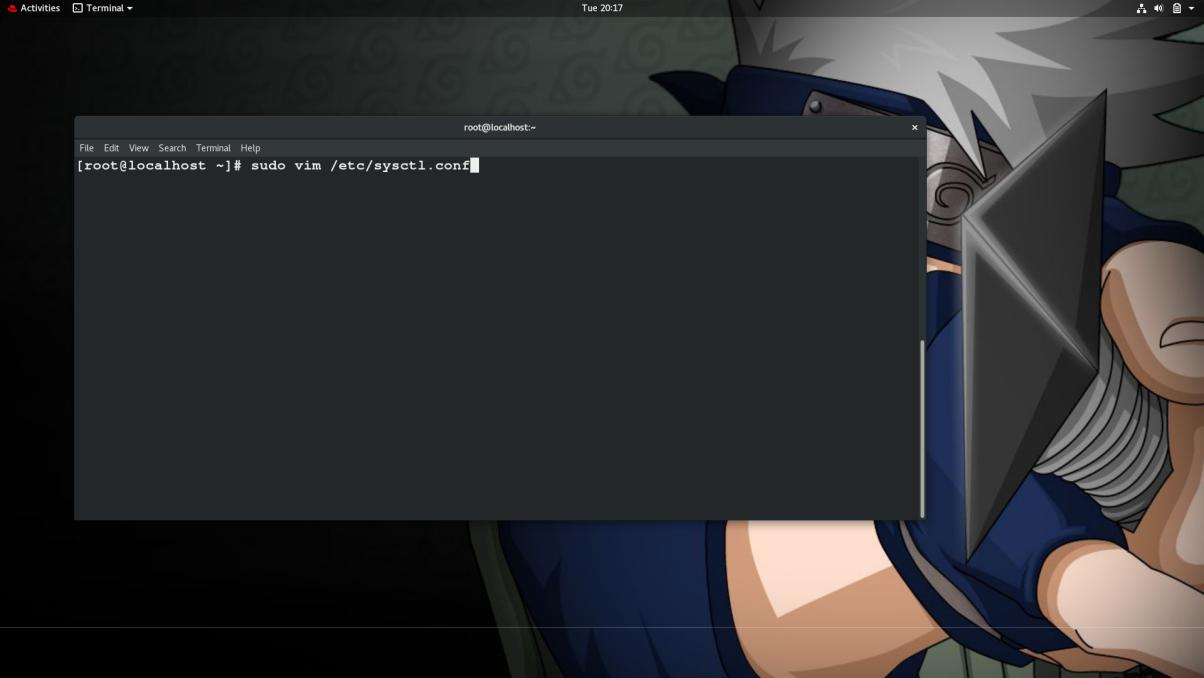 Activities Terminal Tue 20:17
root@localhost:~ ×
File Edit View Search Terminal Help
[root@localhost ~]# sudo vim /etc/sysctl.conf